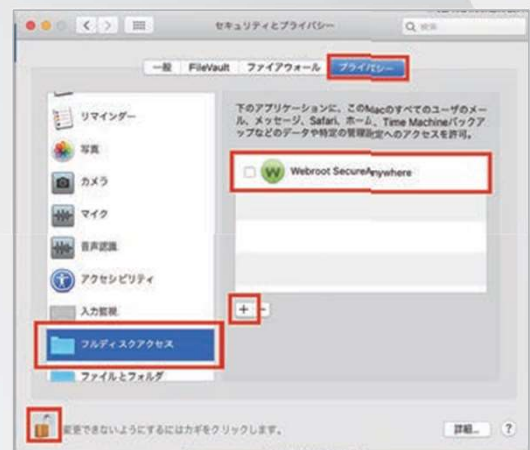 セキュリティとプライバシー
検索
一般 FileVault ファイアウォール プライバシー
リマインダー
写真
カメラ
マイク
音声認識
アクセシビリティ
入力監視
フルディスクアクセス
ファイルとフォルダ
下のアプリケーションに、このMacのすべてのユーザのメー
ル、メッセージ、Safari、ホーム、Time Machineバックア
ップなどのデータや特定の管理設定へのアクセスを許可。
Webroot SecureAnywhere
+ −
変更できないようにするにはカギをクリックします。
詳細... ?